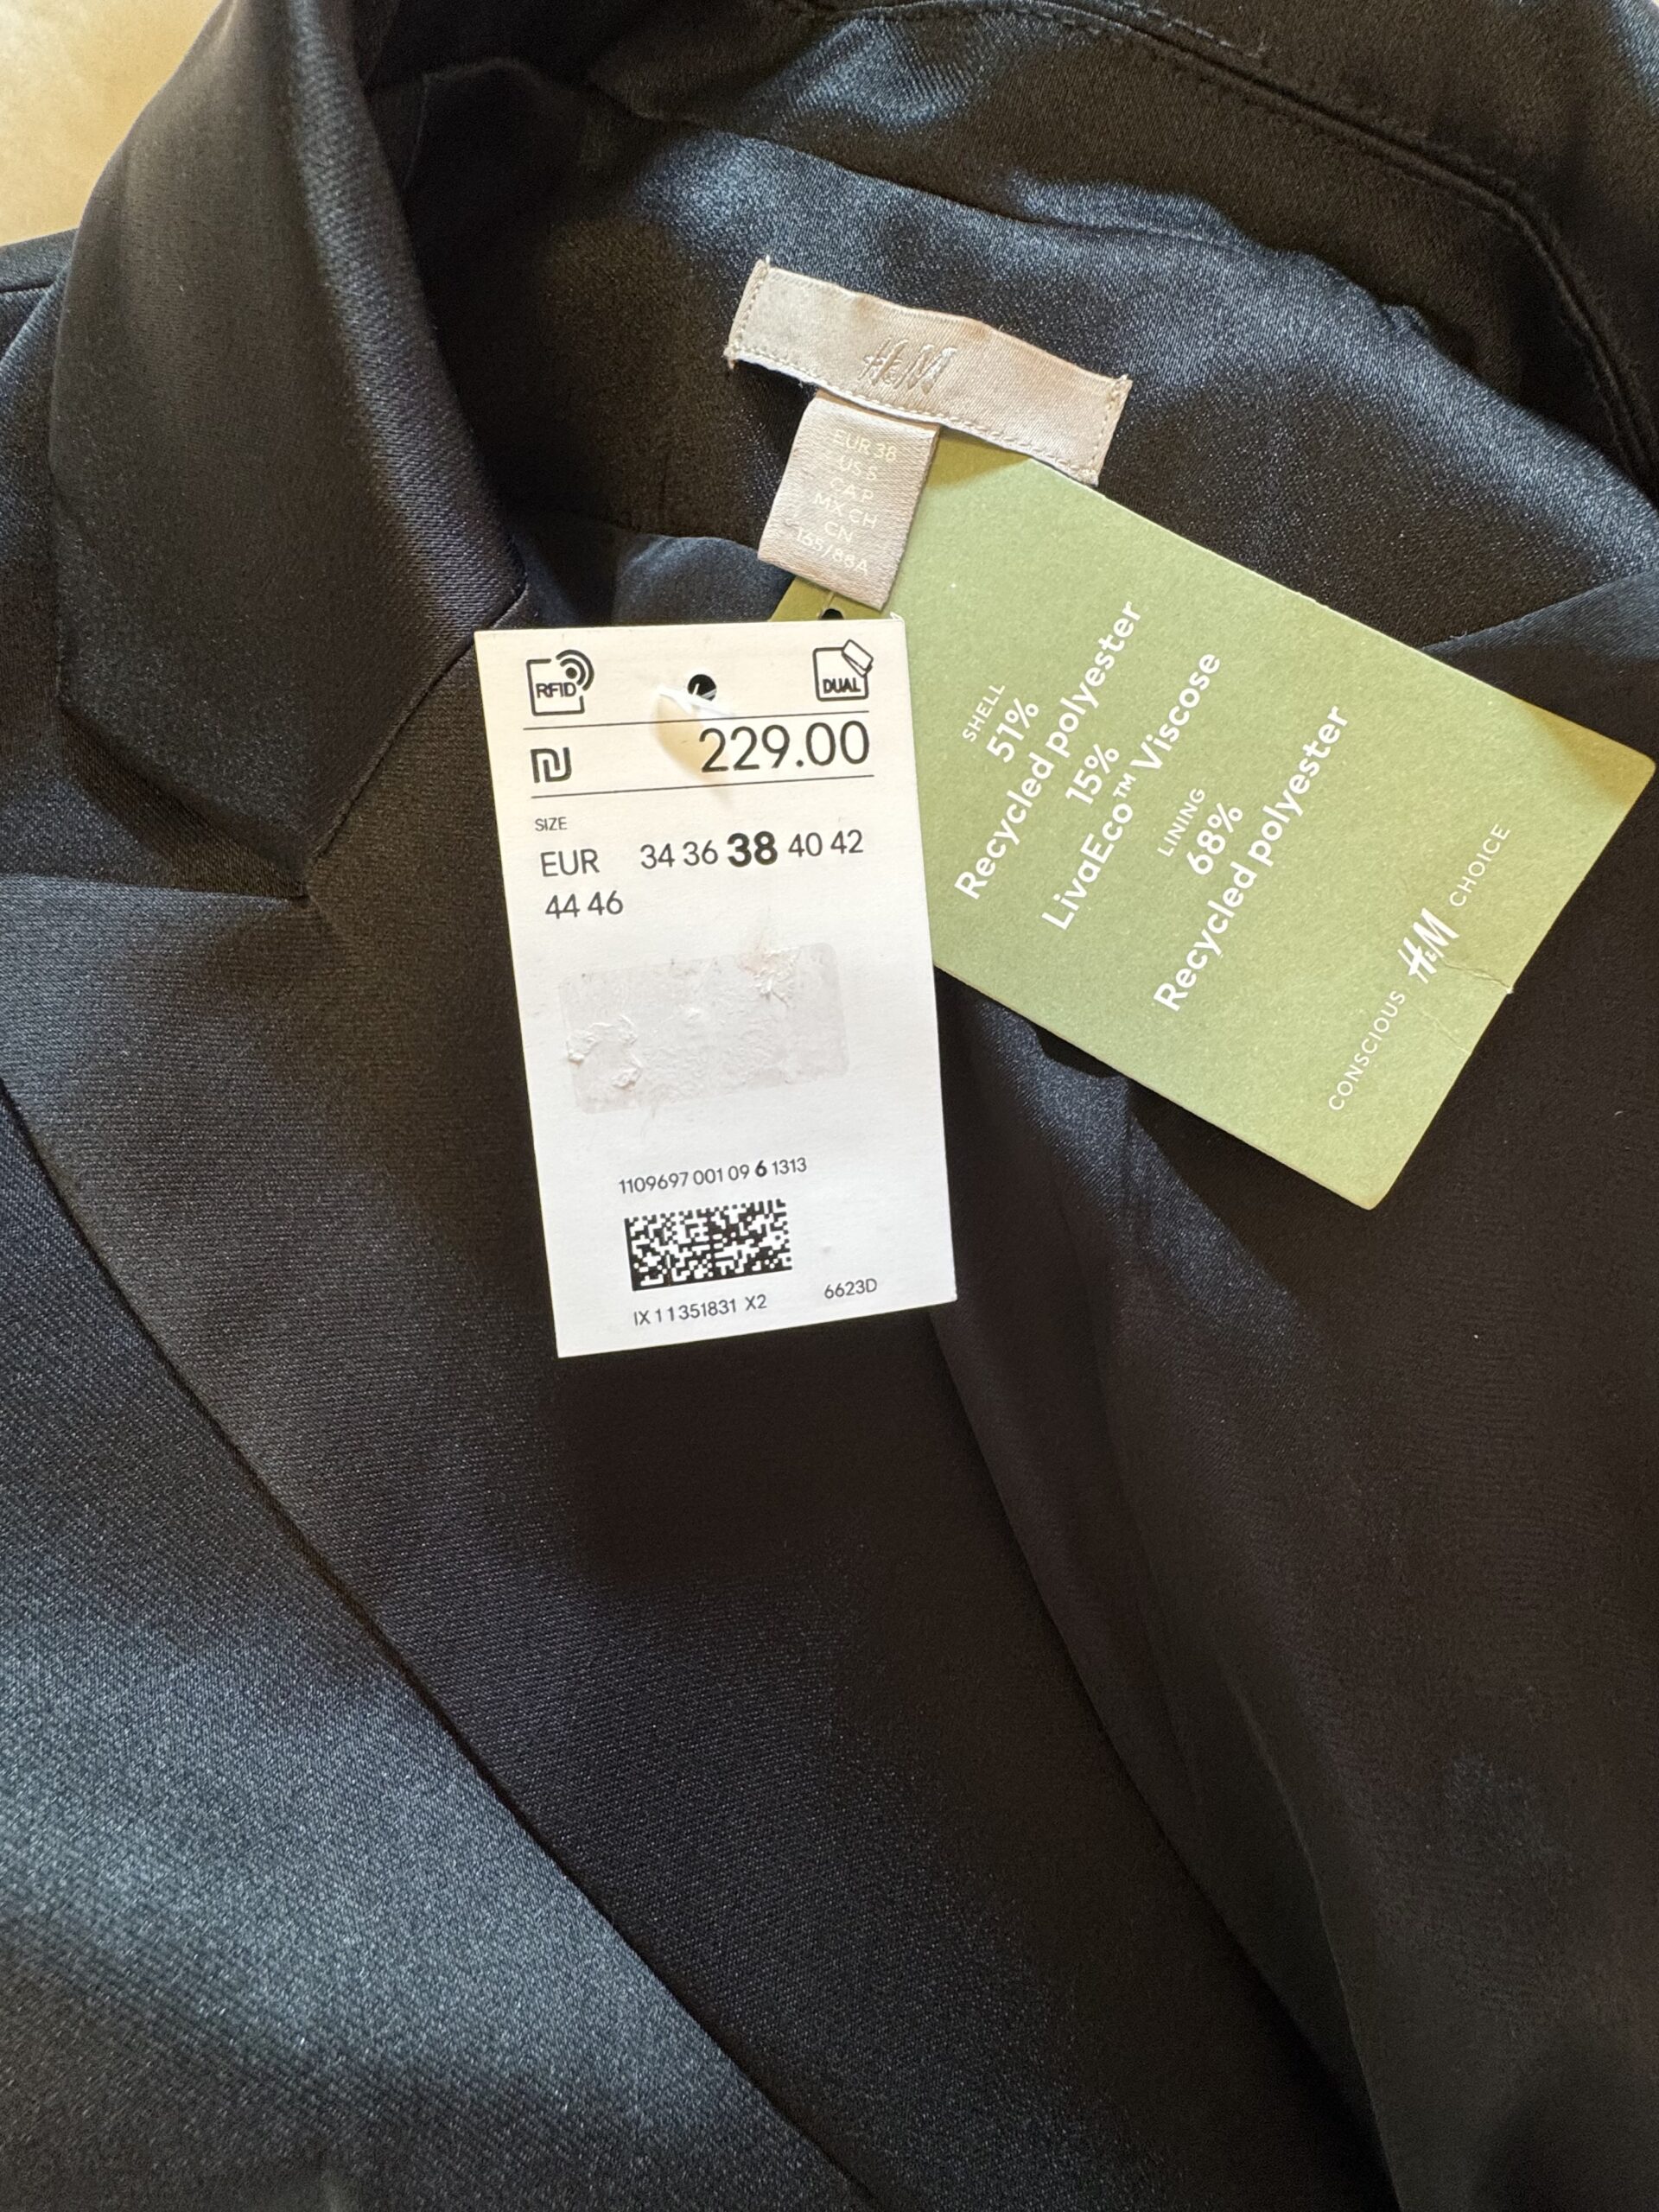 H&M
EUR 38
US S
CA P
MX CH
CN
165/88A
RFID
DUAL
₪ 229.00
SIZE
EUR 34 36 38 40 42
44 46
1109697 001 09 6 1313
IX 11351831 X2 6623D
SHELL
51%
Recycled polyester
15%
LivaEco™ Viscose
LINING
68%
Recycled polyester
CONSCIOUS H&M CHOICE